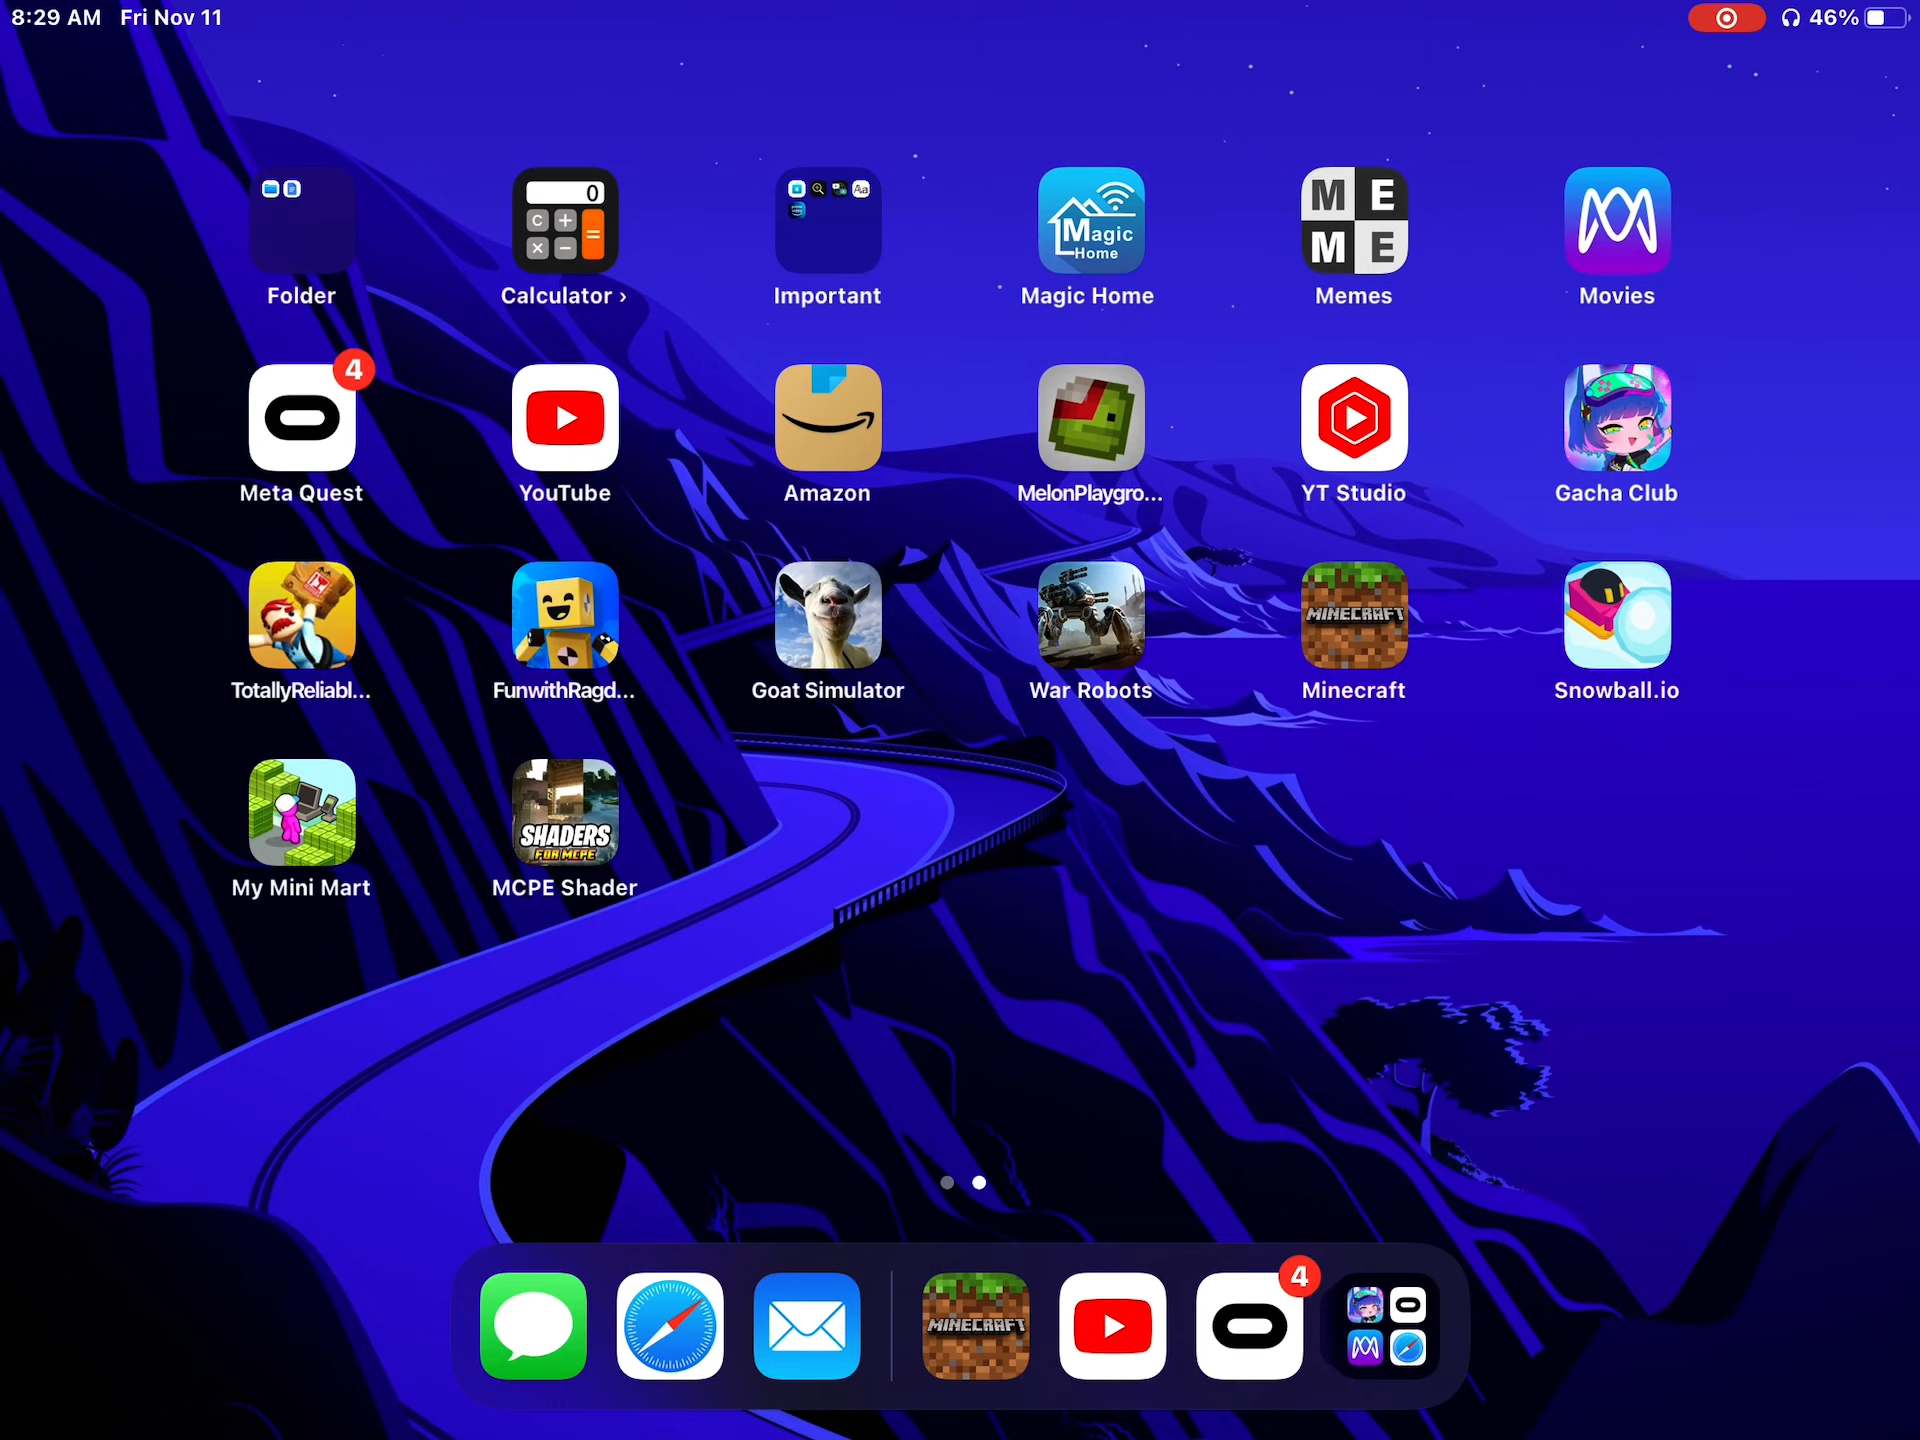 8:29 AM Fri Nov 11
46%
0
C +
=
× −
Aa
Magic
Home
M E
M E
Folder
Calculator ›
Important
Magic Home
Memes
Movies
4
Meta Quest
YouTube
Amazon
MelonPlaygro...
YT Studio
Gacha Club
MINECRAFT
TotallyReliabl...
FunwithRagd...
Goat Simulator
War Robots
Minecraft
Snowball.io
SHADERS
FOR MCPE
My Mini Mart
MCPE Shader
4
MINECRAFT